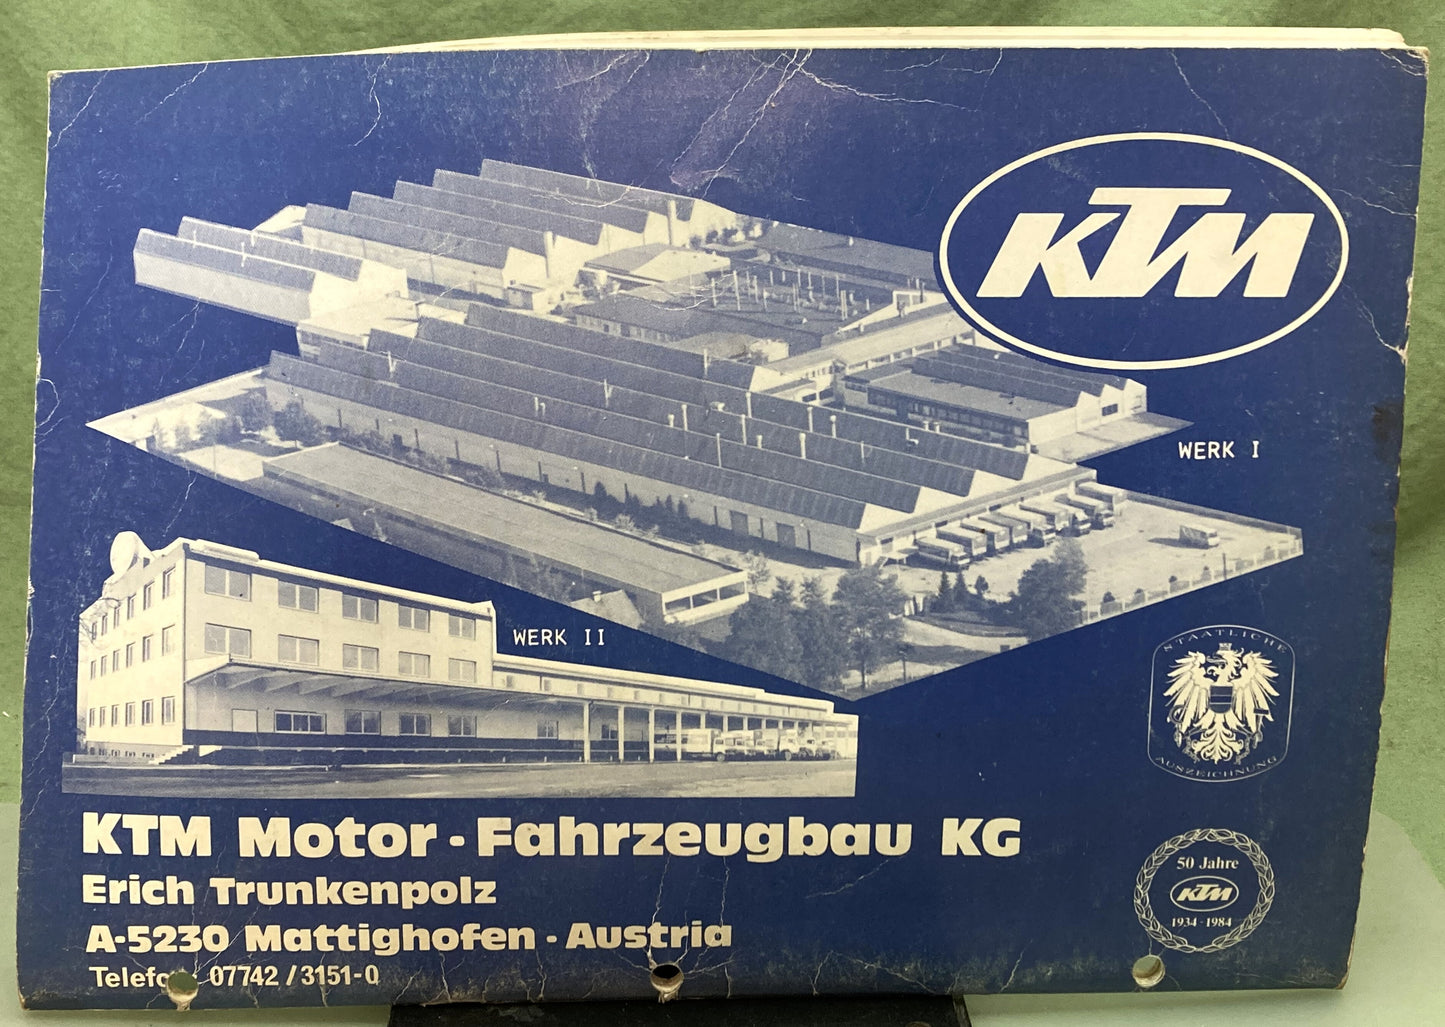 KTM
WERK I
WERK II
STAATLICHE
AUSZEICHNUNG
KTM Motor-Fahrzeugbau KG
Erich Trunkenpolz
A-5230 Mattighofen - Austria
Telefon 07742/3151-0
50 Jahre
KTM
1934-1984